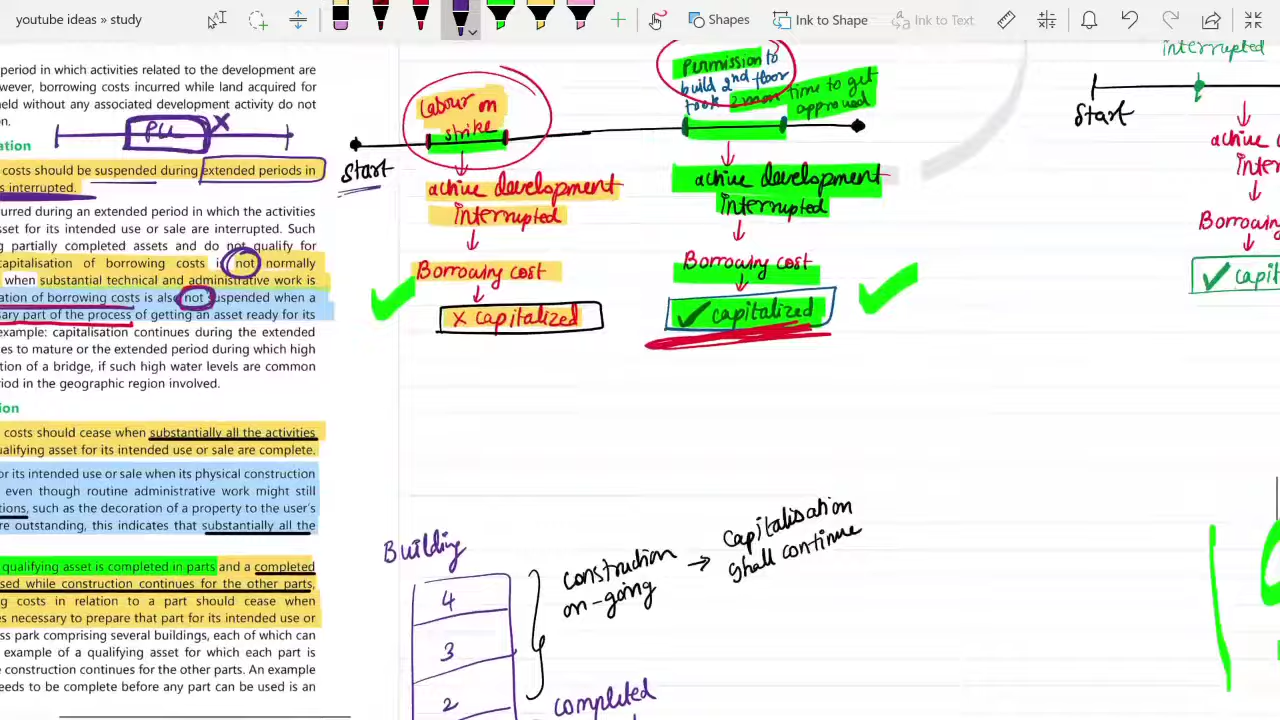 youtube ideas » study
Shapes
Ink to Shape
Ink to Text
period in which activities related to the development are
owever, borrowing costs incurred while land acquired for
held without any associated development activity do not
n.
ation
costs should be suspended during extended periods in
s interrupted.
urred during an extended period in which the activities
sset for its intended use or sale are interrupted. Such
g partially completed assets and do not qualify for
capitalisation of borrowing costs is not normally
when substantial technical and administrative work is
ation of borrowing costs is also not suspended when a
sary part of the process of getting an asset ready for its
example: capitalisation continues during the extended
es to mature or the extended period during which high
tion of a bridge, if such high water levels are common
riod in the geographic region involved.
ion
costs should cease when substantially all the activities
ualifying asset for its intended use or sale are complete.
or its intended use or sale when its physical construction
even though routine administrative work might still
tions, such as the decoration of a property to the user's
re outstanding, this indicates that substantially all the
qualifying asset is completed in parts and a completed
sed while construction continues for the other parts,
ng costs in relation to a part should cease when
es necessary to prepare that part for its intended use or
ess park comprising several buildings, each of which can
example of a qualifying asset for which each part is
e construction continues for the other parts. An example
eeds to be complete before any part can be used is an
X
Start
Labour on
strike
achive development
interrupted
Borrowing cost
x capitalized
Permission to
build 2nd floor
took 2 mon time to get
approved
achive development
interrupted
Borrowing cost
✓ capitalized
interrupted
Start
achive
inter
Borrowing
✓ capit
Building
4
3
2
construction
on-going
→ Capitalisation
shall continue
completed